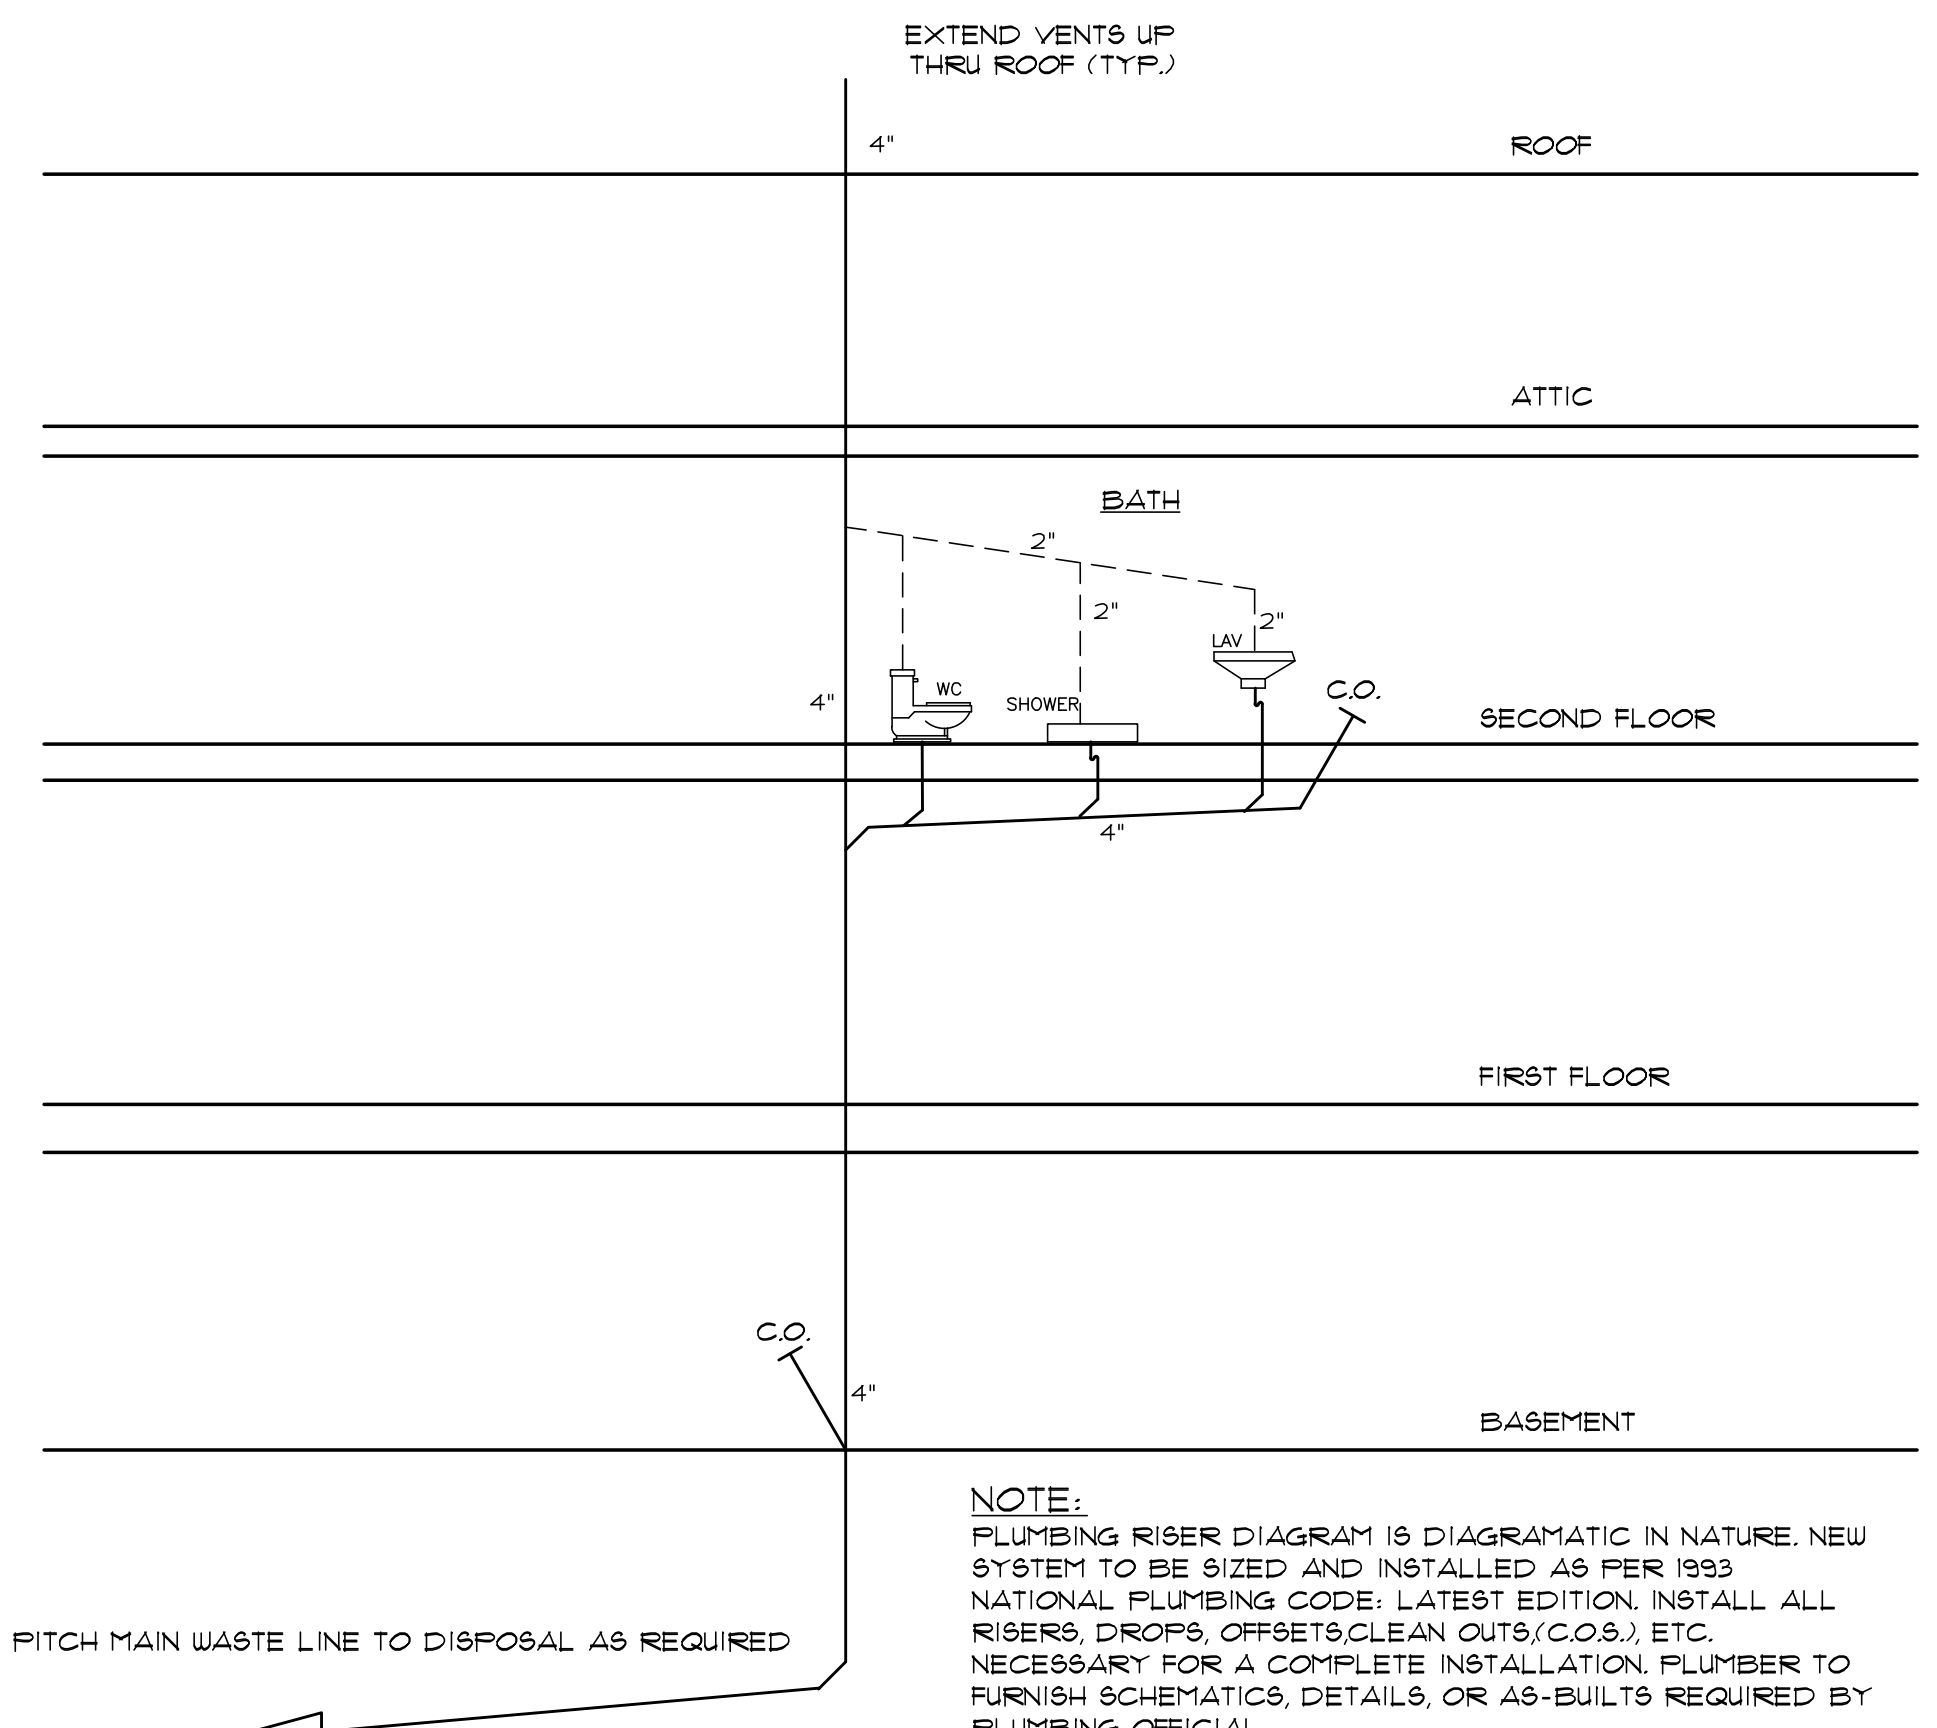 EXTEND VENTS UP
THRU ROOF (TYP.)
4"
ROOF
ATTIC
BATH
2"
2"
2"
LAV
WC
C.O.
4"
SHOWER
SECOND FLOOR
4"
FIRST FLOOR
C.O.
4"
BASEMENT
NOTE:
PLUMBING RISER DIAGRAM IS DIAGRAMATIC IN NATURE. NEW
SYSTEM TO BE SIZED AND INSTALLED AS PER 1993
NATIONAL PLUMBING CODE: LATEST EDITION. INSTALL ALL
RISERS, DROPS, OFFSETS,CLEAN OUTS,(C.O.S.), ETC.
NECESSARY FOR A COMPLETE INSTALLATION. PLUMBER TO
FURNISH SCHEMATICS, DETAILS, OR AS-BUILTS REQUIRED BY
PLUMBING OFFICIAL
PITCH MAIN WASTE LINE TO DISPOSAL AS REQUIRED